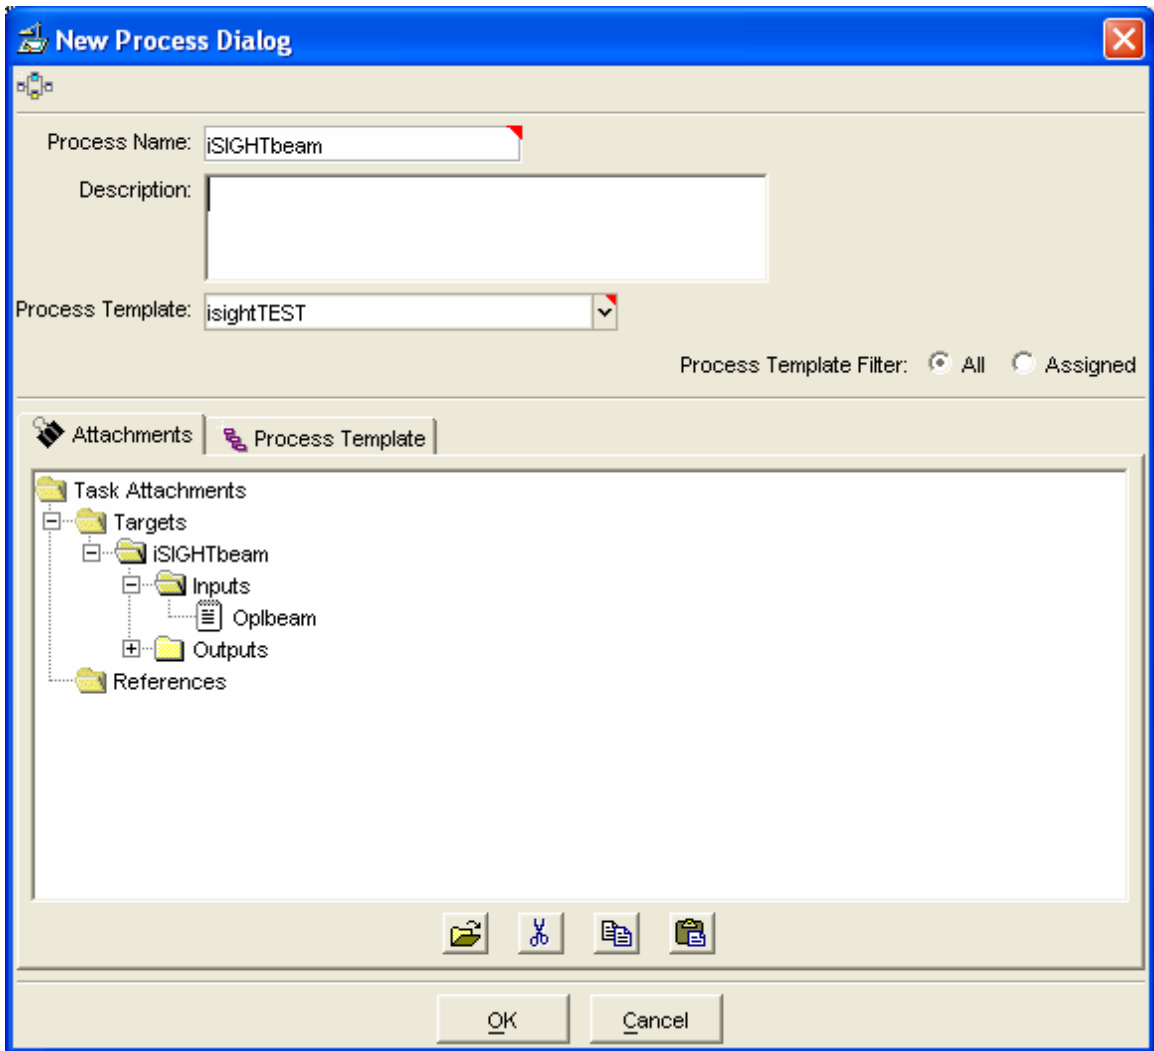 New Process Dialog
Process Name: iSIGHTbeam
Description:
Process Template: isightTEST
Process Template Filter: All Assigned
Attachments Process Template
Task Attachments
Targets
iSIGHTbeam
Inputs
Oplbeam
Outputs
References
OK Cancel